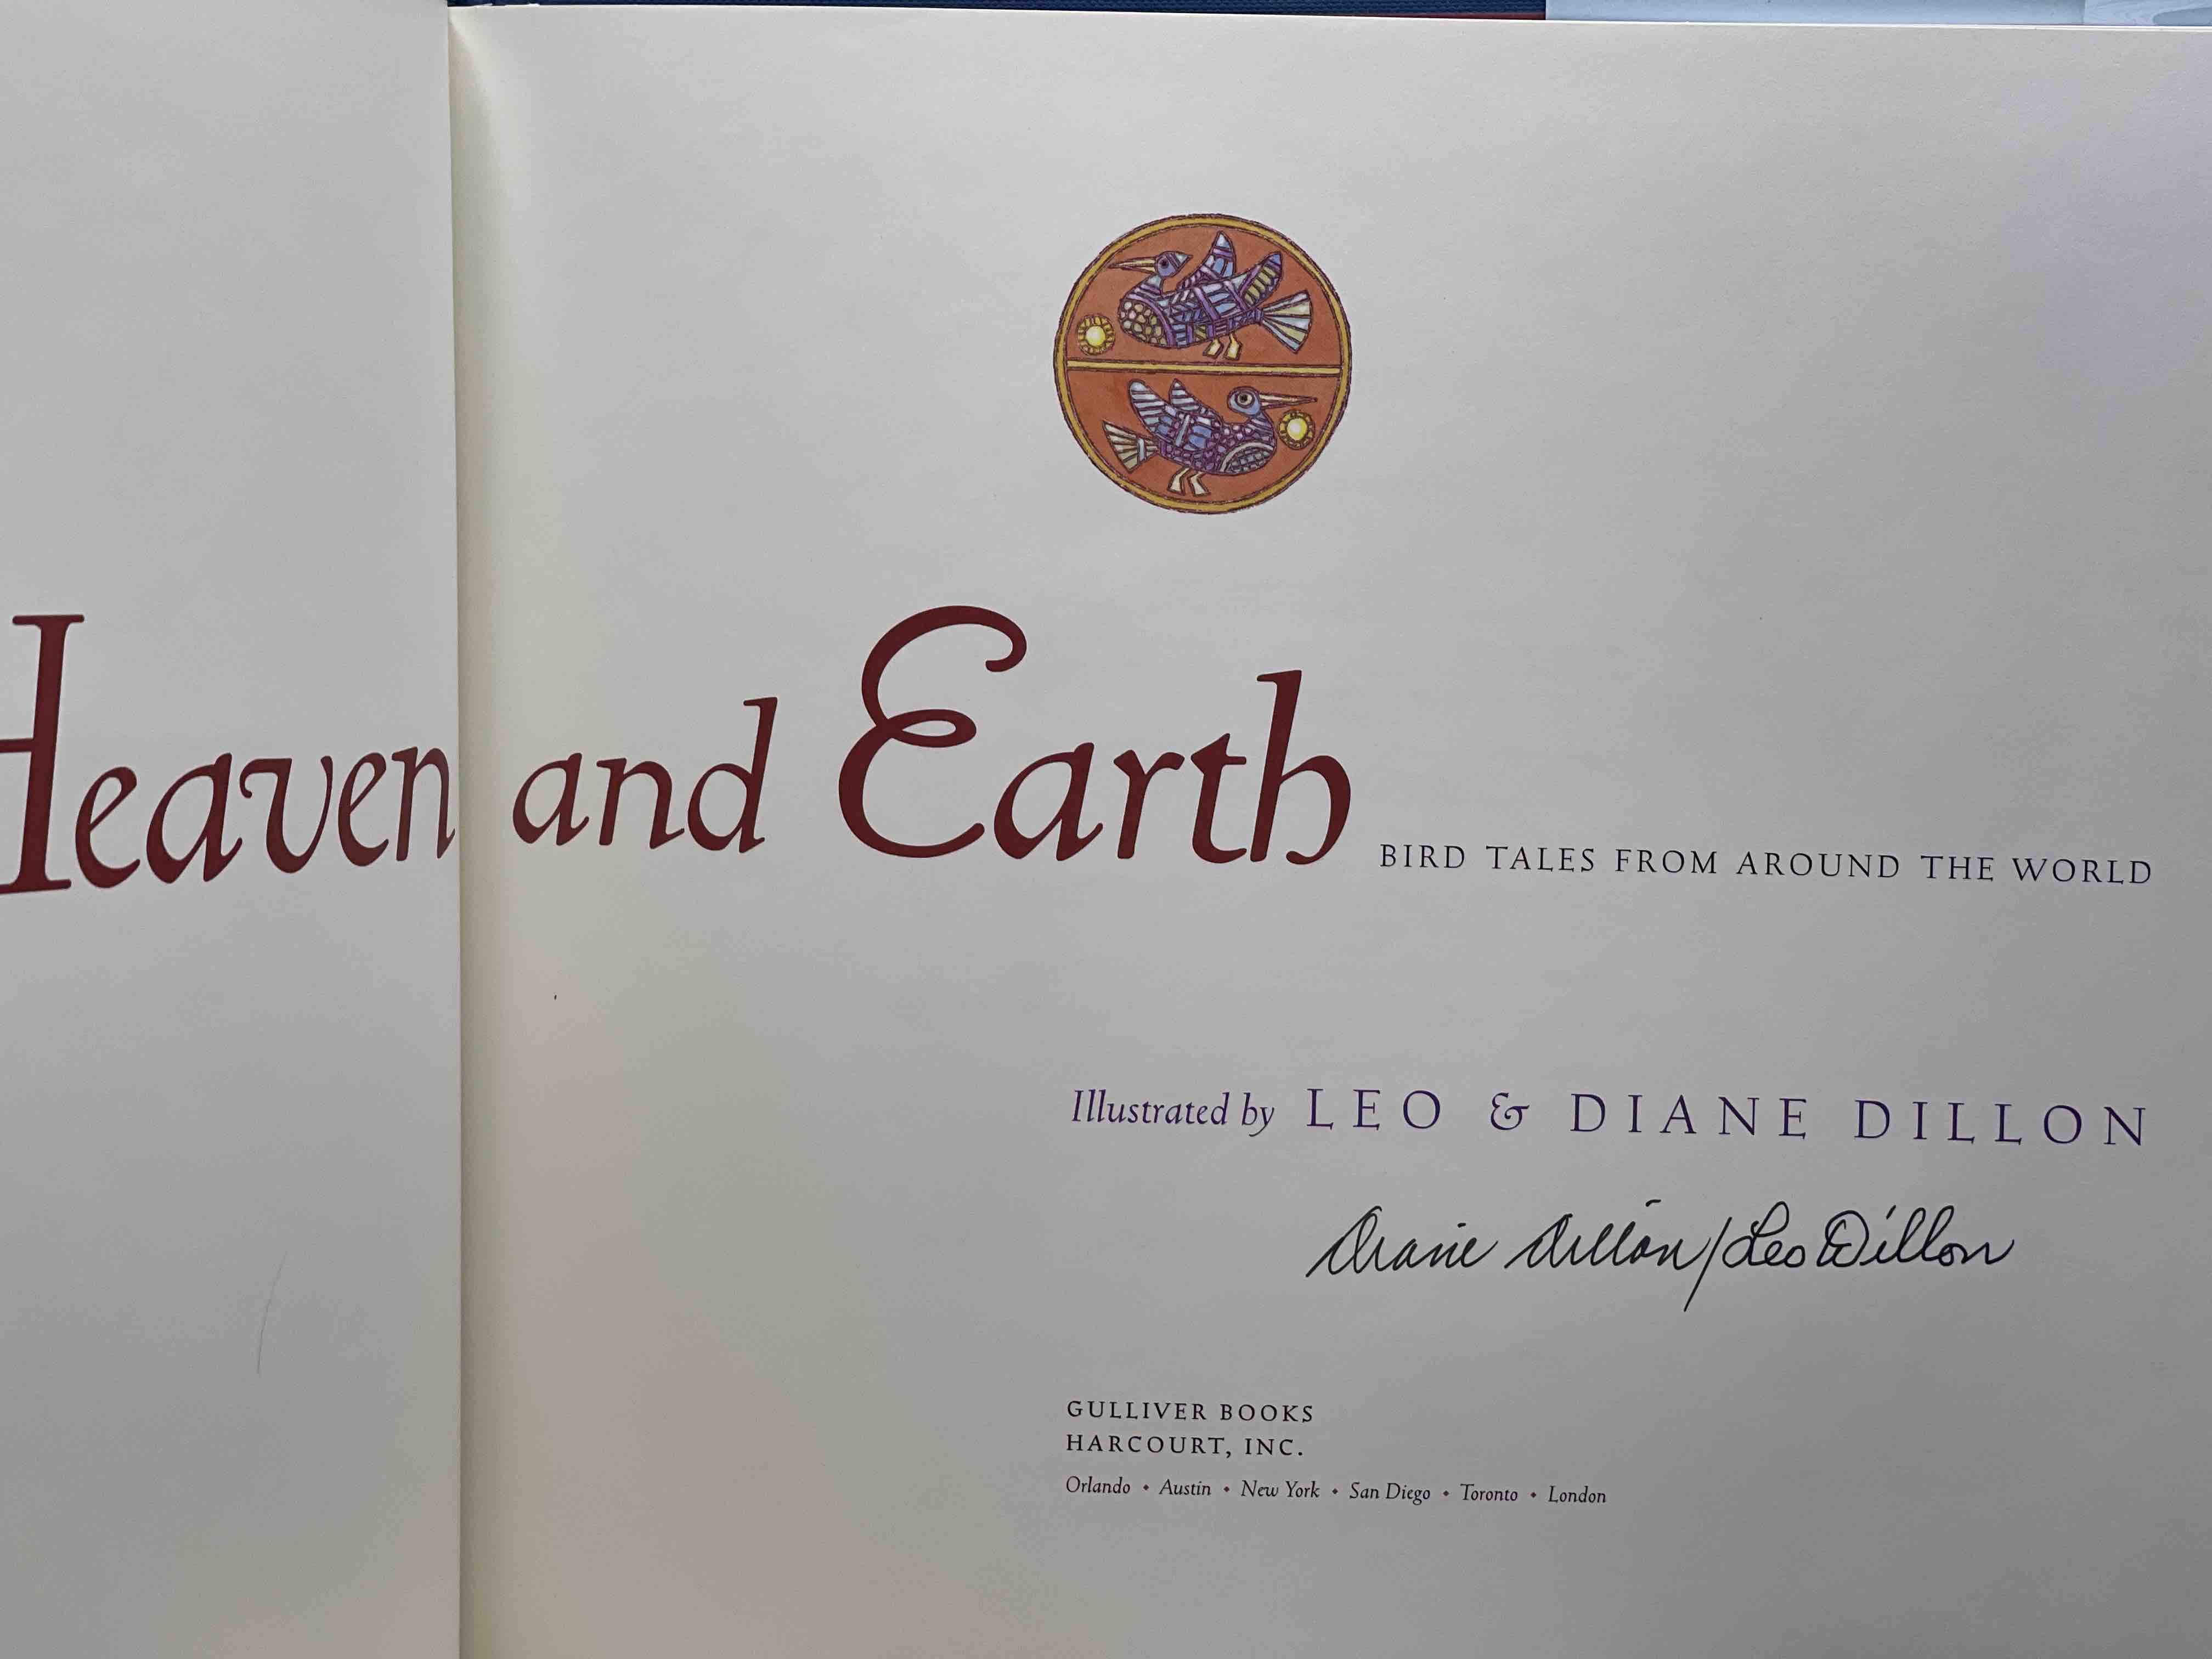 Heaven and Earth BIRD TALES FROM AROUND THE WORLD
Illustrated by LEO & DIANE DILLON
Diane Dillon/Leo Dillon
GULLIVER BOOKS
HARCOURT, INC.
Orlando • Austin • New York • San Diego • Toronto • London